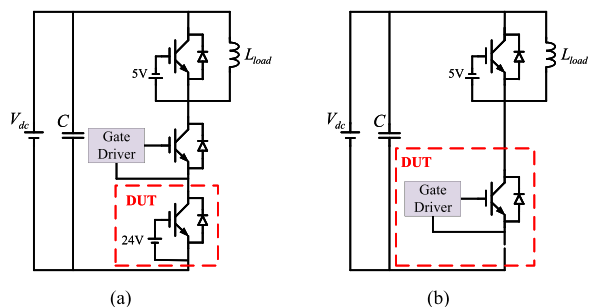 5V
L_load
V_dc
C
Gate
Driver
DUT
24V
(a)
5V
L_load
V_dc
C
DUT
Gate
Driver
(b)